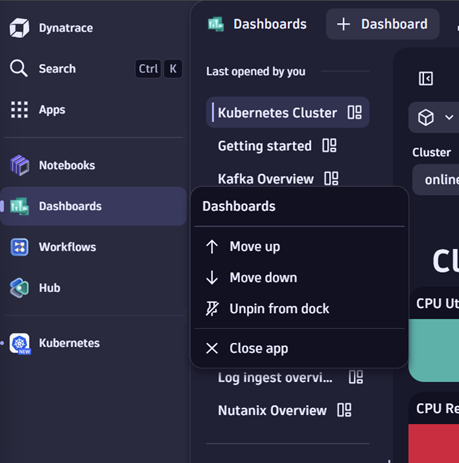 Dynatrace
Search Ctrl K
Apps
Notebooks
Dashboards
Workflows
Hub
Kubernetes
NEW
Dashboards + Dashboard
Last opened by you
Kubernetes Cluster
Getting started
Kafka Overview
Dashboards
Move up
Move down
Unpin from dock
Close app
Log ingest overvi...
Nutanix Overview
Cluster
online
Cl
CPU Ut
CPU Re